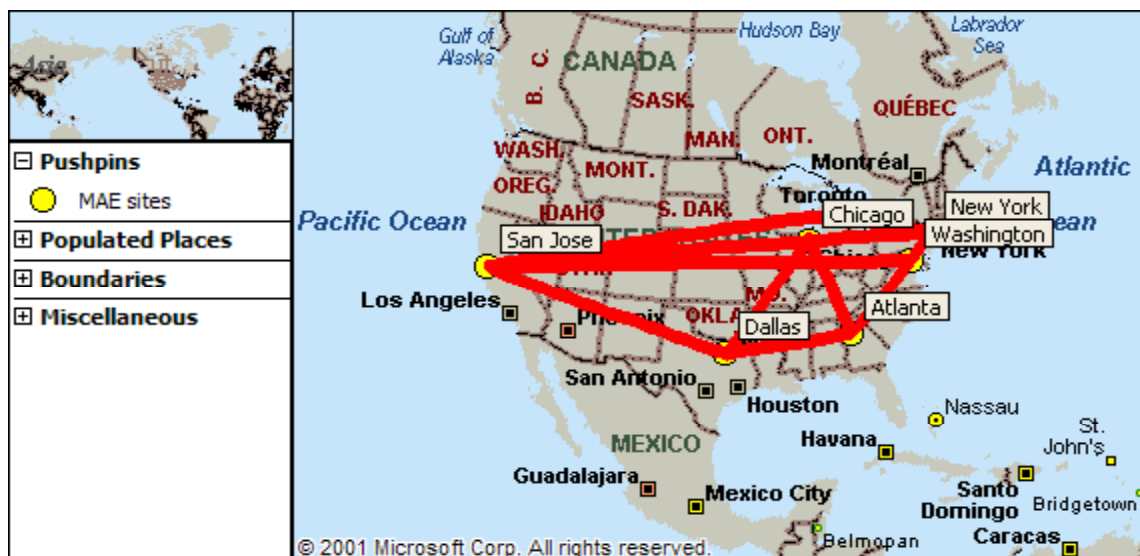 Asia
Pushpins
MAE sites
Populated Places
Boundaries
Miscellaneous
Gulf of
Alaska
Hudson Bay
Labrador
Sea
CANADA
B. C.
SASK.
MAN.
ONT.
QUÉBEC
WASH.
MONT.
Montréal
Atlantic
OREG.
IDAHO
S. DAK.
Toronto
Pacific Ocean
San Jose
Chicago
New York
Washington
New York
Los Angeles
Phoenix
MO.
OKLA
Dallas
Atlanta
San Antonio
Houston
Nassau
MEXICO
Havana
St.
John's
Guadalajara
Mexico City
Santo
Domingo
Bridgetown
Belmopan
Caracas
© 2001 Microsoft Corp. All rights reserved.